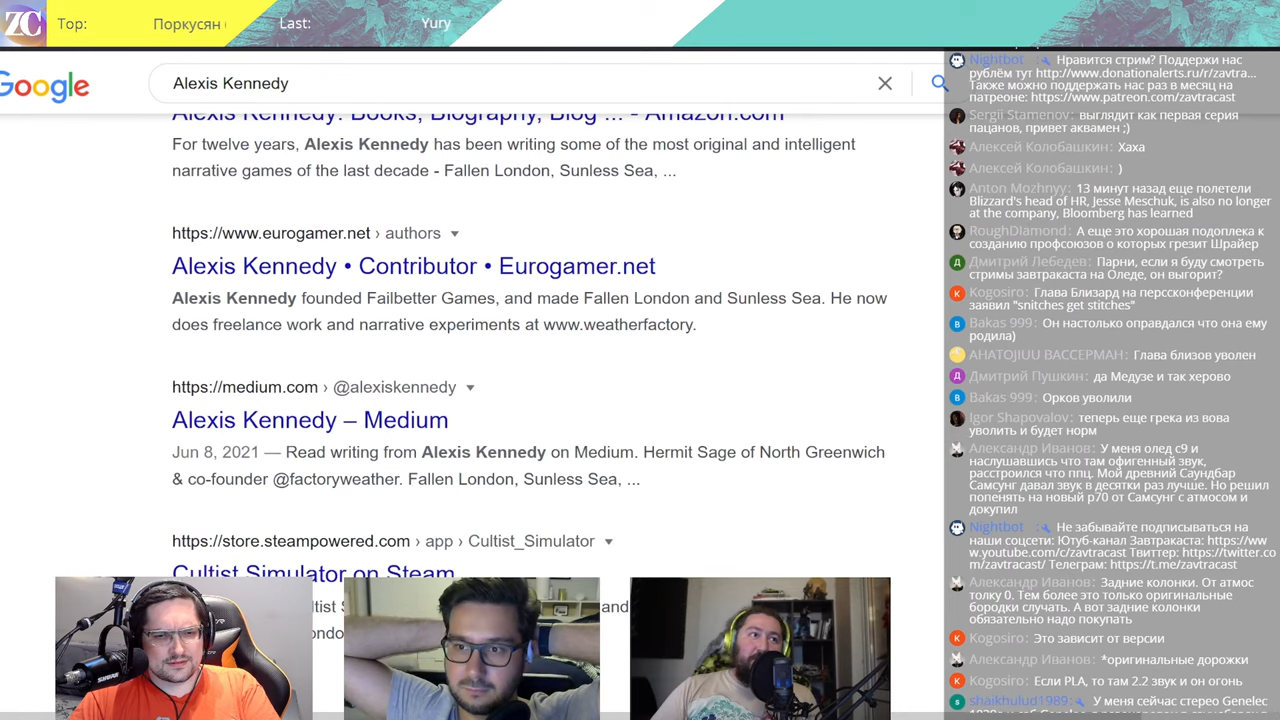 ZC
Top:
Поркусян
Last:
Yury
Google
Alexis Kennedy
Alexis Kennedy: Books, Biography, Blog ... - Amazon.com
For twelve years, Alexis Kennedy has been writing some of the most original and intelligent
narrative games of the last decade - Fallen London, Sunless Sea, ...
https://www.eurogamer.net › authors
Alexis Kennedy • Contributor • Eurogamer.net
Alexis Kennedy founded Failbetter Games, and made Fallen London and Sunless Sea. He now
does freelance work and narrative experiments at www.weatherfactory.
https://medium.com › @alexiskennedy
Alexis Kennedy – Medium
Jun 8, 2021 — Read writing from Alexis Kennedy on Medium. Hermit Sage of North Greenwich
& co-founder @factoryweather. Fallen London, Sunless Sea, ...
https://store.steampowered.com › app › Cultist_Simulator
Cultist Simulator on Steam
and
SHURE
Nightbot : Нравится стрим? Поддержи нас
рублём тут http://www.donationalerts.ru/r/zavtra...
Также можно поддержать нас раз в месяц на
патреоне: https://www.patreon.com/zavtracast
Sergii Stamenov: выглядит как первая серия
пацанов, привет аквамен ;)
Алексей Колобашкин: Хаха
Алексей Колобашкин: )
Anton Mozhnyy: 13 минут назад еще полетели
Blizzard's head of HR, Jesse Meschuk, is also no longer
at the company, Bloomberg has learned
RoughDIamond: А еще это хорошая подоплека к
созданию профсоюзов о которых грезит Шрайер
Д Дмитрий Лебедев: Парни, если я буду смотреть
стримы завтракаста на Оледе, он выгорит?
K Kogosiro: Глава Близард на перссконференции
заявил "snitches get stitches"
B Bakas 999: Он настолько оправдался что она ему
родила)
AHATOJIUU BACCEPMAH: Глава близов уволен
Д Дмитрий Пушкин: да Медузе и так херово
B Bakas 999: Орков уволили
Igor Shapovalov: теперь еще грека из вова
уволить и будет норм
Александр Иванов: У меня олед с9 и
наслушавшись что там офигенный звук,
расстроился что ппц. Мой древний Саундбар
Самсунг давал звук в десятки раз лучше. Но решил
попенять на новый р70 от Самсунг с атмосом и
докупил
Nightbot : Не забывайте подписываться на
наши соцсети: Ютуб-канал Завтракаста: https://ww
w.youtube.com/c/zavtracast Твиттер: https://twitter.co
m/zavtracast/ Телеграм: https://t.me/zavtracast
Александр Иванов: Задние колонки. От атмос
толку 0. Тем более это только оригинальные
бородки случать. А вот задние колонки
обязательно надо покупать
K Kogosiro: Это зависит от версии
Александр Иванов: *оригинальные дорожки
K Kogosiro: Если PLA, то там 2.2 звук и он огонь
s shaikhulud1989: У меня сейчас стерео Genelec